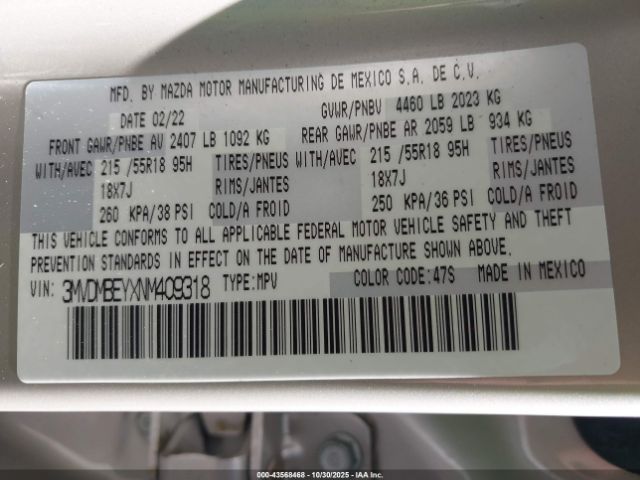 MFD. BY MAZDA MOTOR MANUFACTURING DE MEXICO S.A. DE C.V.
DATE 02/22 GVWR/PNBV 4460 LB 2023 KG
FRONT GAWR/PNBE AV 2407 LB 1092 KG REAR GAWR/PNBE AR 2059 LB 934 KG
WITH/AVEC 215 /55R18 95H TIRES/PNEUS WITH/AVEC 215 /55R18 95H TIRES/PNEUS
18X7J RIMS/JANTES 18X7J RIMS/JANTES
260 KPA/38 PSI COLD/A FROID 250 KPA/36 PSI COLD/A FROID
THIS VEHICLE CONFORMS TO ALL APPLICABLE FEDERAL MOTOR VEHICLE SAFETY AND THEFT
PREVENTION STANDARDS IN EFFECT ON THE DATE OF MANUFACTURE SHOWN ABOVE.
VIN: 3MVDMBEYXNM409318 TYPE:MPV COLOR CODE:47S MADE IN MEXICO
000-43568468 - 10/30/2025 - IAA Inc.